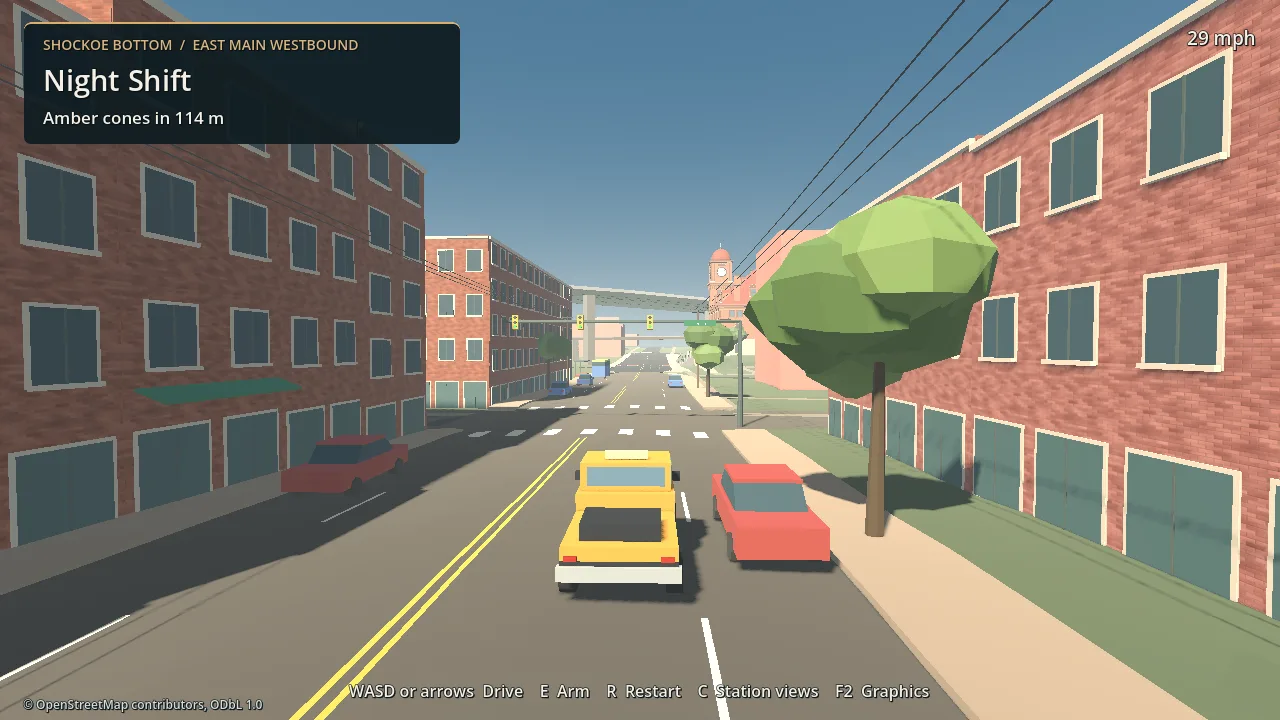 SHOCKOE BOTTOM / EAST MAIN WESTBOUND
Night Shift
Amber cones in 114 m
29 mph
WASD or arrows Drive E Arm R Restart C Station views F2 Graphics
© OpenStreetMap contributors, ODbL 1.0